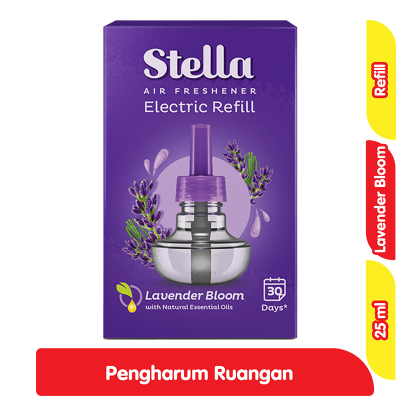 Stella
AIR FRESHENER
Electric Refill
Lavender Bloom
with Natural Essential Oils
30
Days*
Refill
Lavender Bloom
25 ml
Pengharum Ruangan